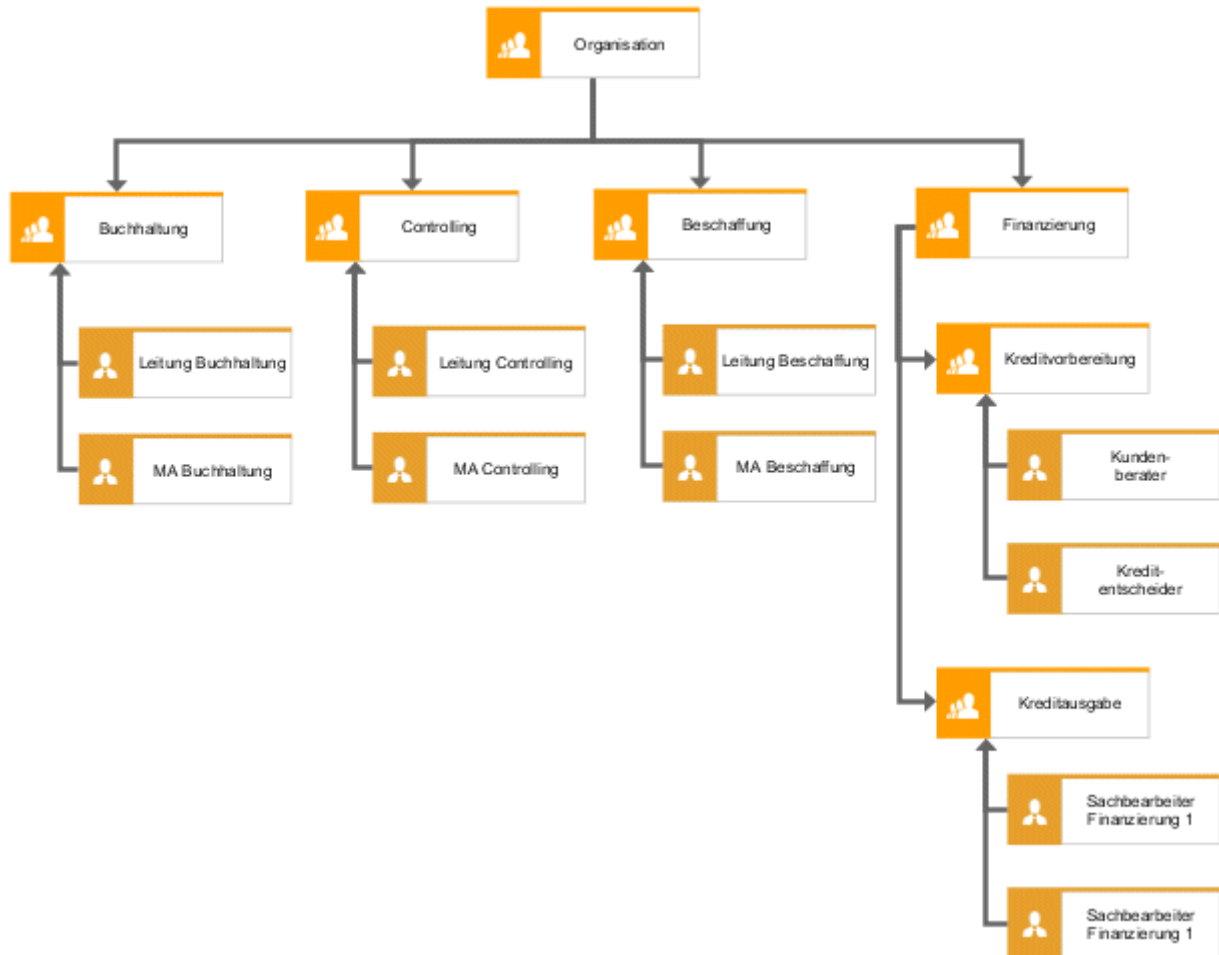 Organisation
Buchhaltung
Controlling
Beschaffung
Finanzierung
Leitung Buchhaltung
Leitung Controlling
Leitung Beschaffung
Kreditvorbereitung
MA Buchhaltung
MA Controlling
MA Beschaffung
Kunden-
berater
Kredit-
entscheider
Kreditausgabe
Sachbearbeiter
Finanzierung 1
Sachbearbeiter
Finanzierung 1